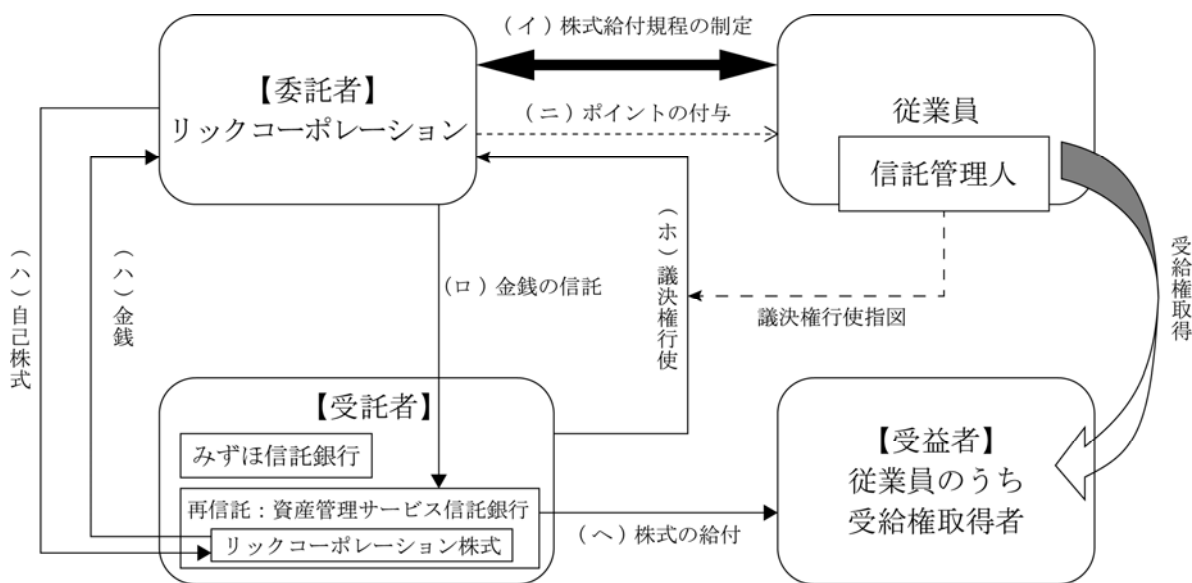 （イ）株式給付規程の制定
【委託者】
リックコーポレーション
（ニ）ポイントの付与
従業員
信託管理人
（ハ）自己株式
（ハ）金銭
（ロ）金銭の信託
（ホ）議決権行使
議決権行使指図
受給権取得
【受託者】
みずほ信託銀行
再信託：資産管理サービス信託銀行
リックコーポレーション株式
（ヘ）株式の給付
【受益者】
従業員のうち
受給権取得者